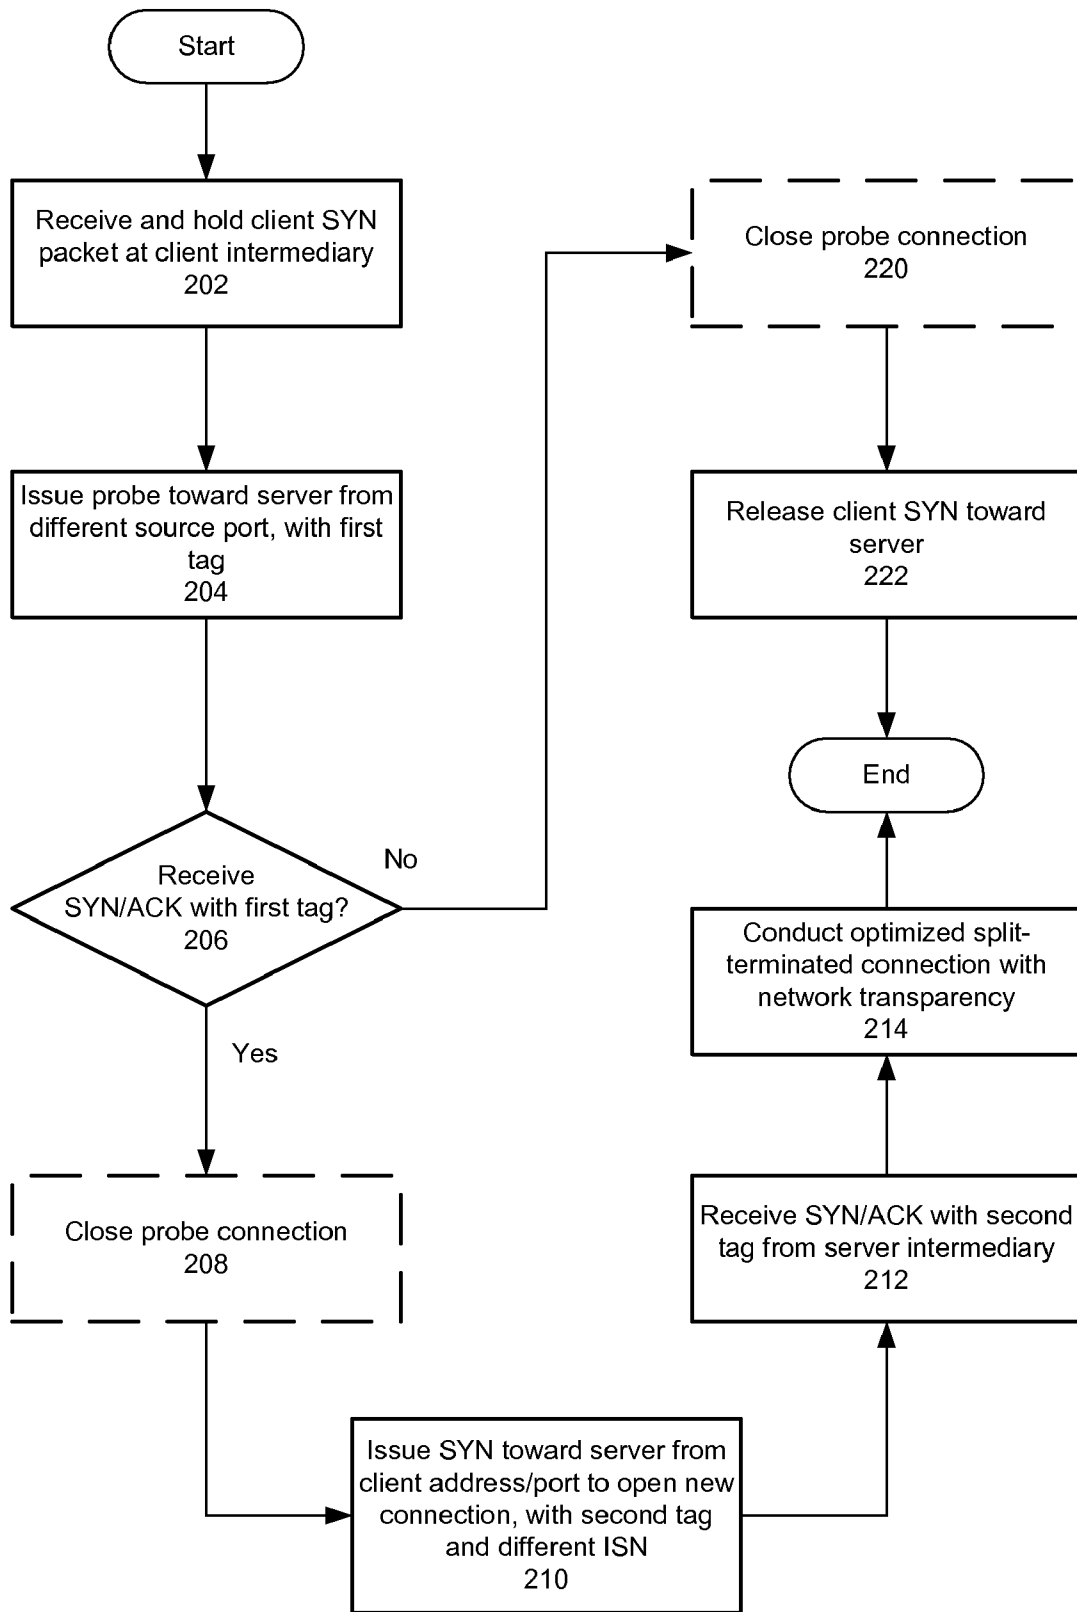 Start
Receive and hold client SYN
packet at client intermediary
202
Issue probe toward server from
different source port, with first
tag
204
Receive
SYN/ACK with first tag?
206
No
Yes
Close probe connection
208
Issue SYN toward server from
client address/port to open new
connection, with second tag
and different ISN
210
Receive SYN/ACK with second
tag from server intermediary
212
Conduct optimized split-
terminated connection with
network transparency
214
Close probe connection
220
Release client SYN toward
server
222
End